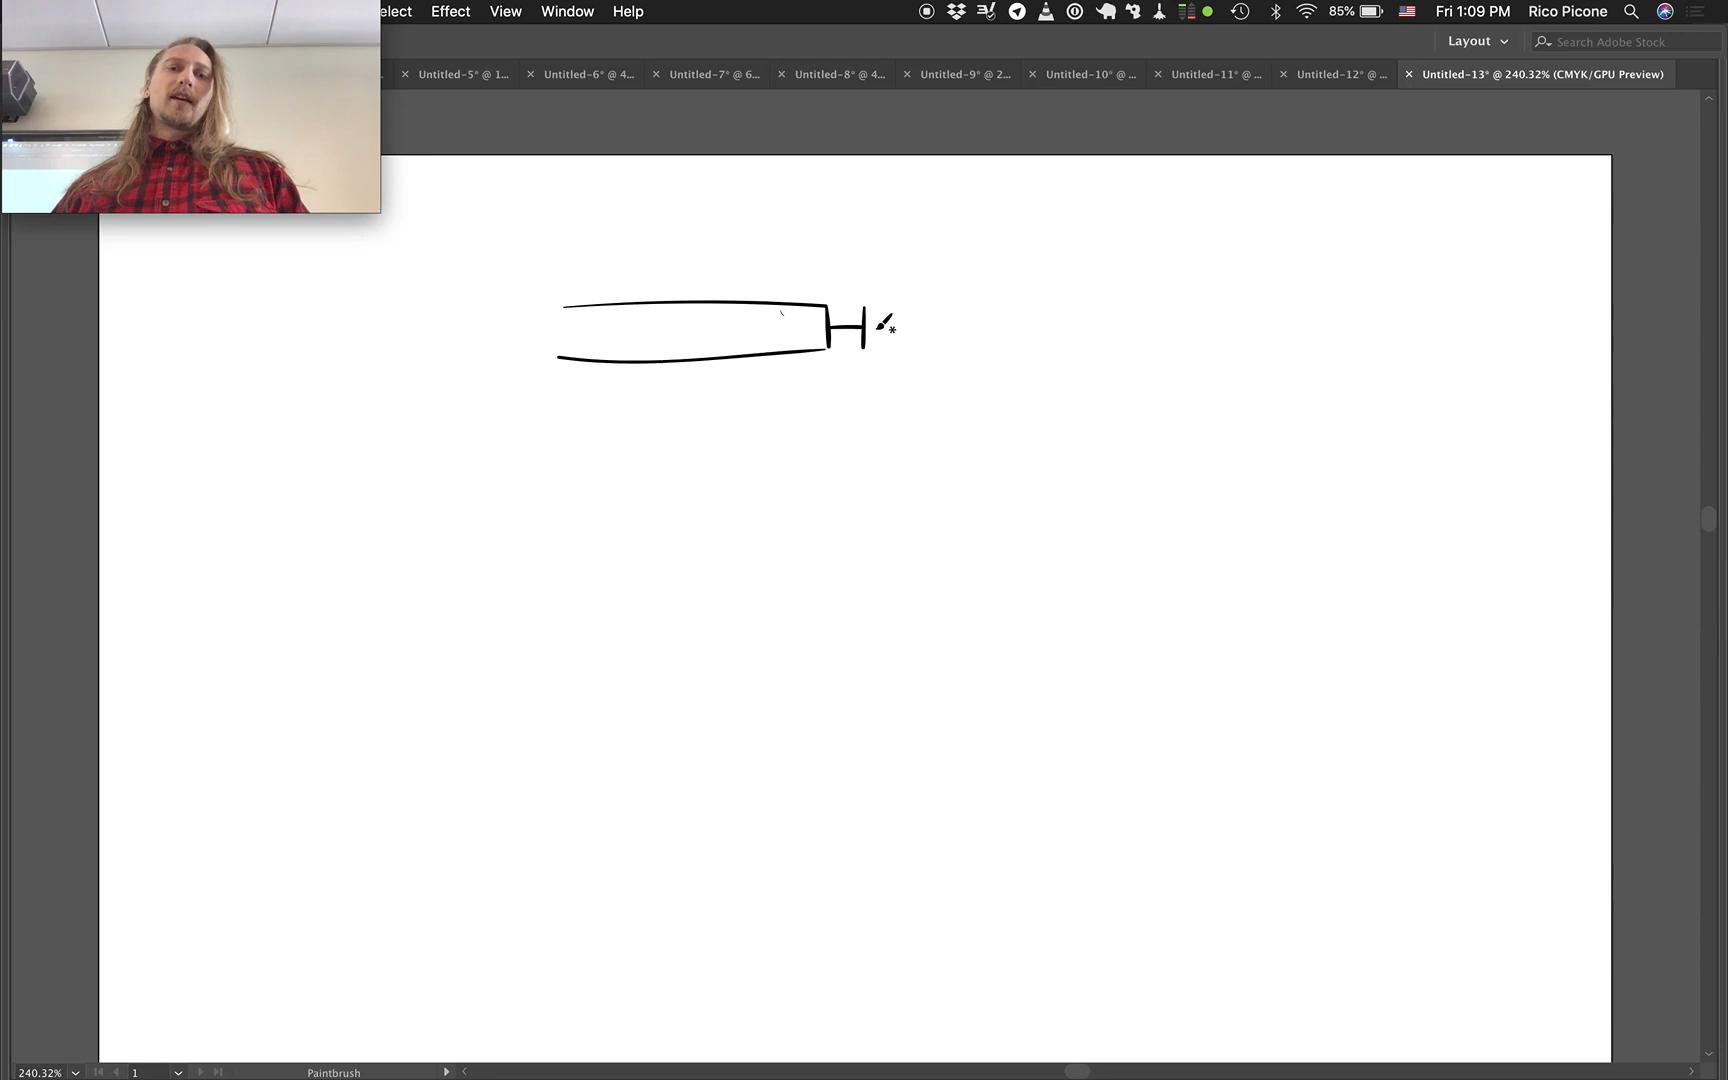 elect Effect View Window Help 85% Fri 1:09 PM Rico Picone
Layout Search Adobe Stock
Untitled-5* @ 1... Untitled-6* @ 4... Untitled-7* @ 6... Untitled-8* @ 4... Untitled-9* @ 2... Untitled-10* @ ... Untitled-11* @ ... Untitled-12* @ ... Untitled-13* @ 240.32% (CMYK/GPU Preview)
240.32% 1 Paintbrush